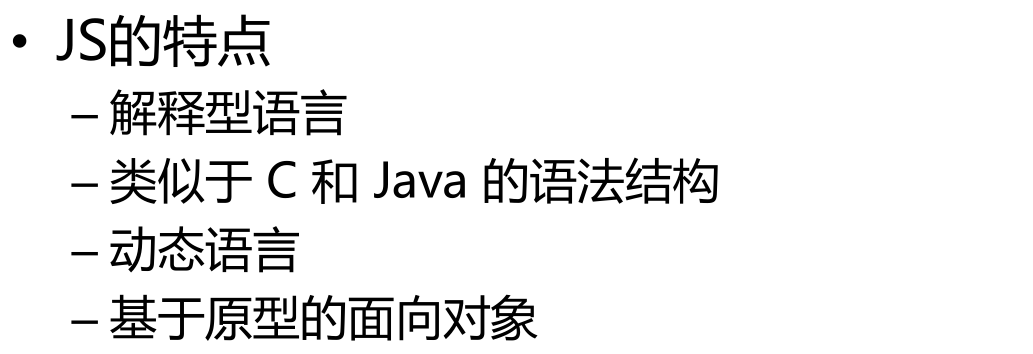 • JS的特点
– 解释型语言
– 类似于 C 和 Java 的语法结构
– 动态语言
– 基于原型的面向对象